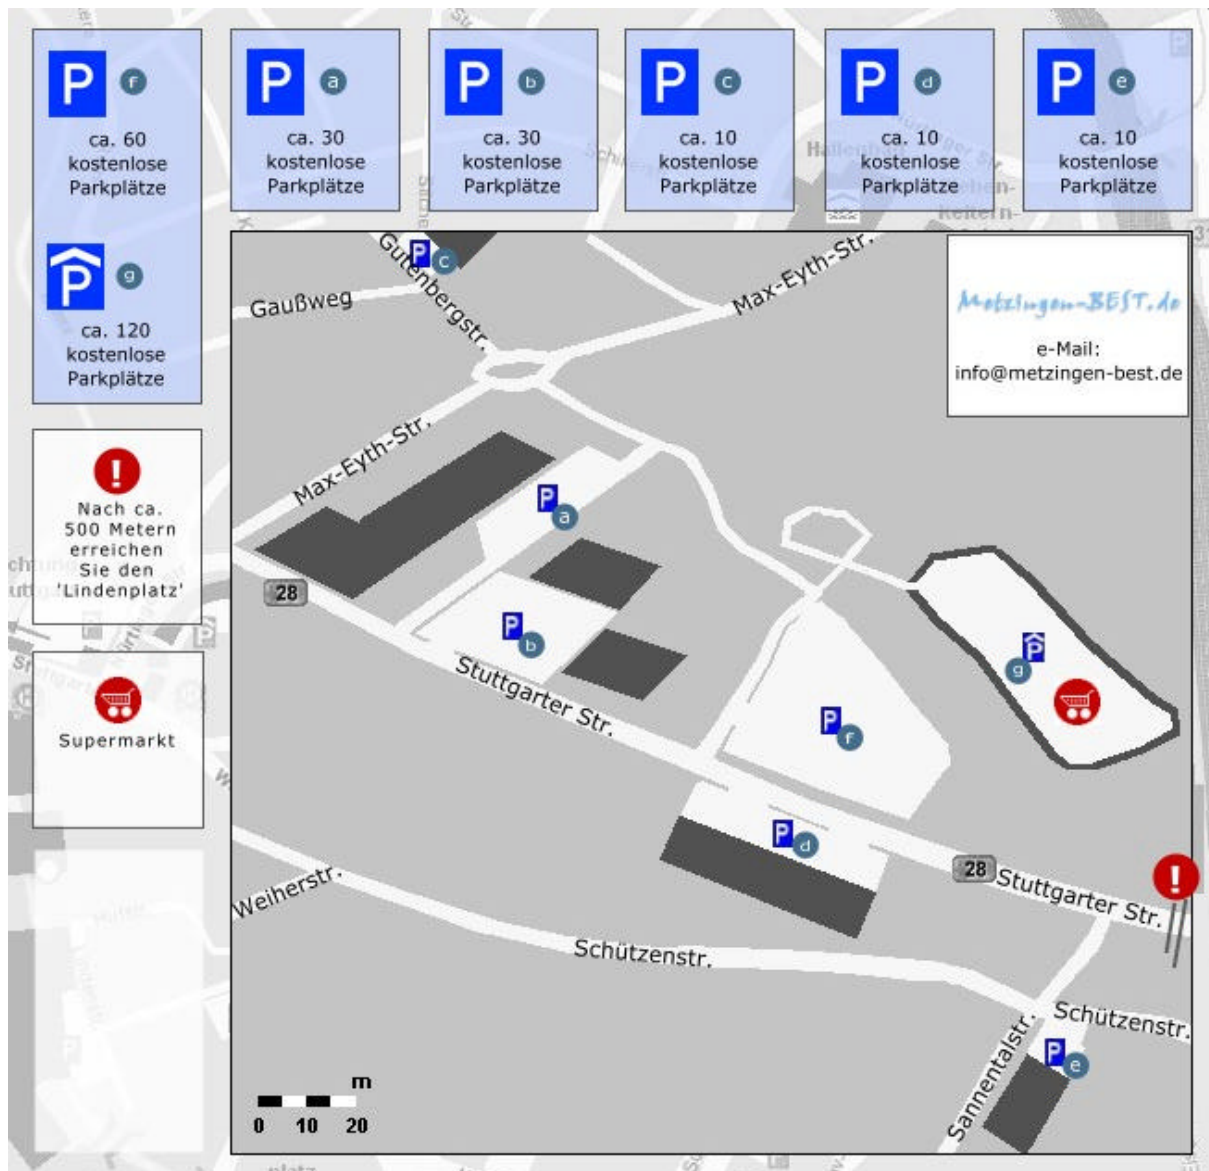 P f
ca. 60
kostenlose
Parkplätze
P g
ca. 120
kostenlose
Parkplätze
P a
ca. 30
kostenlose
Parkplätze
P b
ca. 30
kostenlose
Parkplätze
P c
ca. 10
kostenlose
Parkplätze
P d
ca. 10
kostenlose
Parkplätze
P e
ca. 10
kostenlose
Parkplätze
!
Nach ca.
500 Metern
erreichen
Sie den
'Lindenplatz'
Supermarkt
Metzingen-BEST.de
e-Mail:
info@metzingen-best.de
P c
Gutenbergstr.
Gaußweg
Max-Eyth-Str.
Max-Eyth-Str.
P a
28
P b
Stuttgarter Str.
P g
P f
P d
28
Stuttgarter Str.
!
Weiherstr.
Schützenstr.
Schützenstr.
Sannentalstr.
P e
m
0 10 20